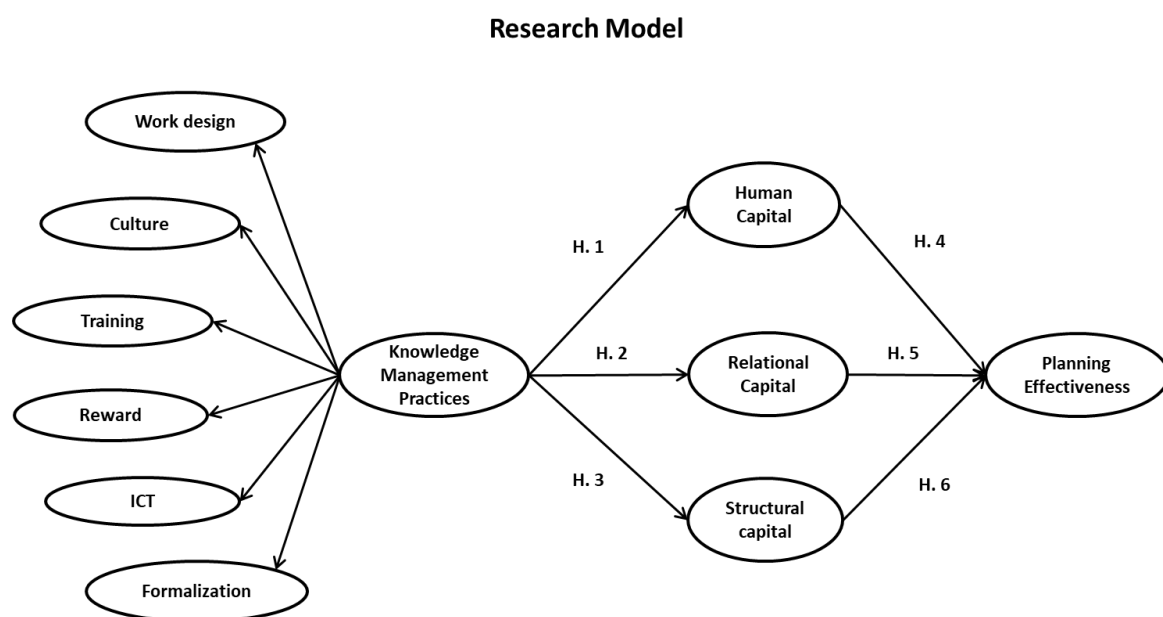 Research Model
Work design
Culture
Training
Reward
ICT
Formalization
Knowledge
Management
Practices
H. 1
H. 2
H. 3
Human
Capital
Relational
Capital
Structural
capital
H. 4
H. 5
H. 6
Planning
Effectiveness